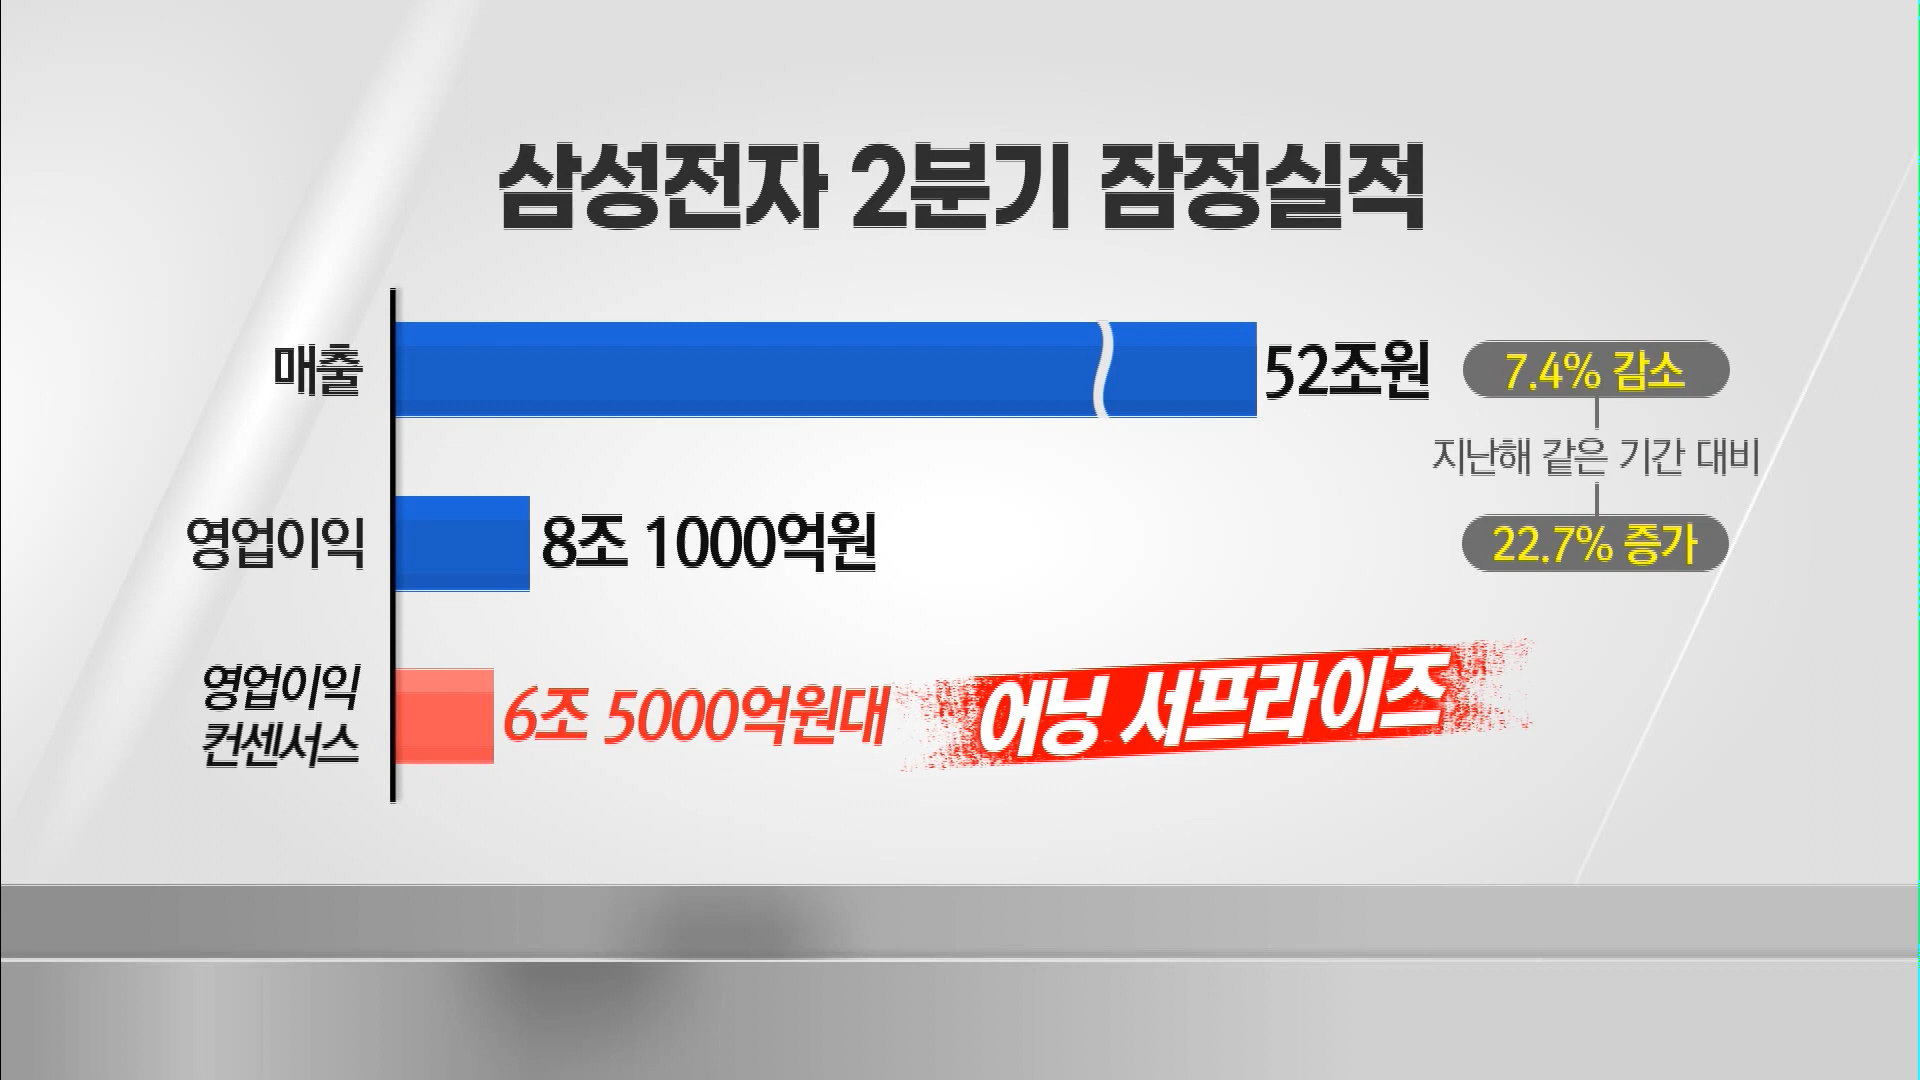 삼성전자 2분기 잠정실적
매출
52조원
7.4% 감소
지난해 같은 기간 대비
영업이익
8조 1000억원
22.7% 증가
영업이익
컨센서스
6조 5000억원대
어닝 서프라이즈